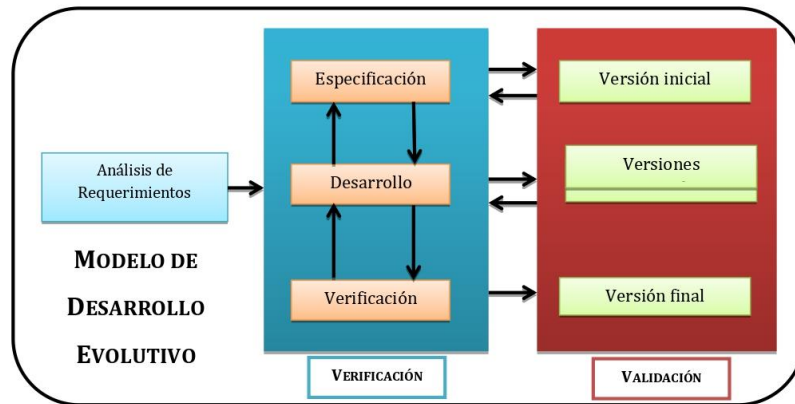 Especificación
Versión inicial
Análisis de
Requerimientos
Desarrollo
Versiones
MODELO DE
DESARROLLO
EVOLUTIVO
Verificación
Versión final
VERIFICACIÓN
VALIDACIÓN